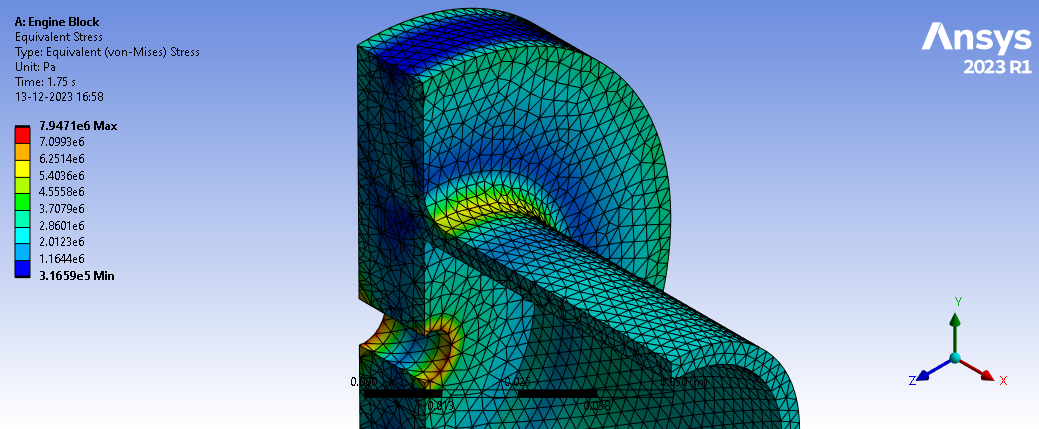 A: Engine Block
Equivalent Stress
Type: Equivalent (von-Mises) Stress
Unit: Pa
Time: 1.75 s
13-12-2023 16:58
7.9471e6 Max
7.0993e6
6.2514e6
5.4036e6
4.5558e6
3.7079e6
2.8601e6
2.0123e6
1.1644e6
3.1659e5 Min
Ansys
2023 R1
0.000
0.025
0.050 (m)
0.013
0.038
Y
Z
X